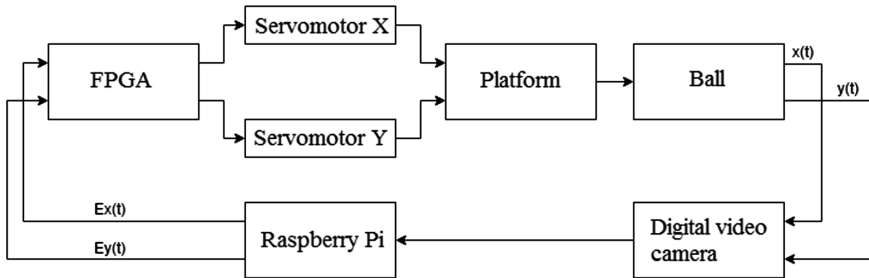 Servomotor X
FPGA
Platform
Ball
x(t)
y(t)
Servomotor Y
Ex(t)
Ey(t)
Raspberry Pi
Digital video
camera